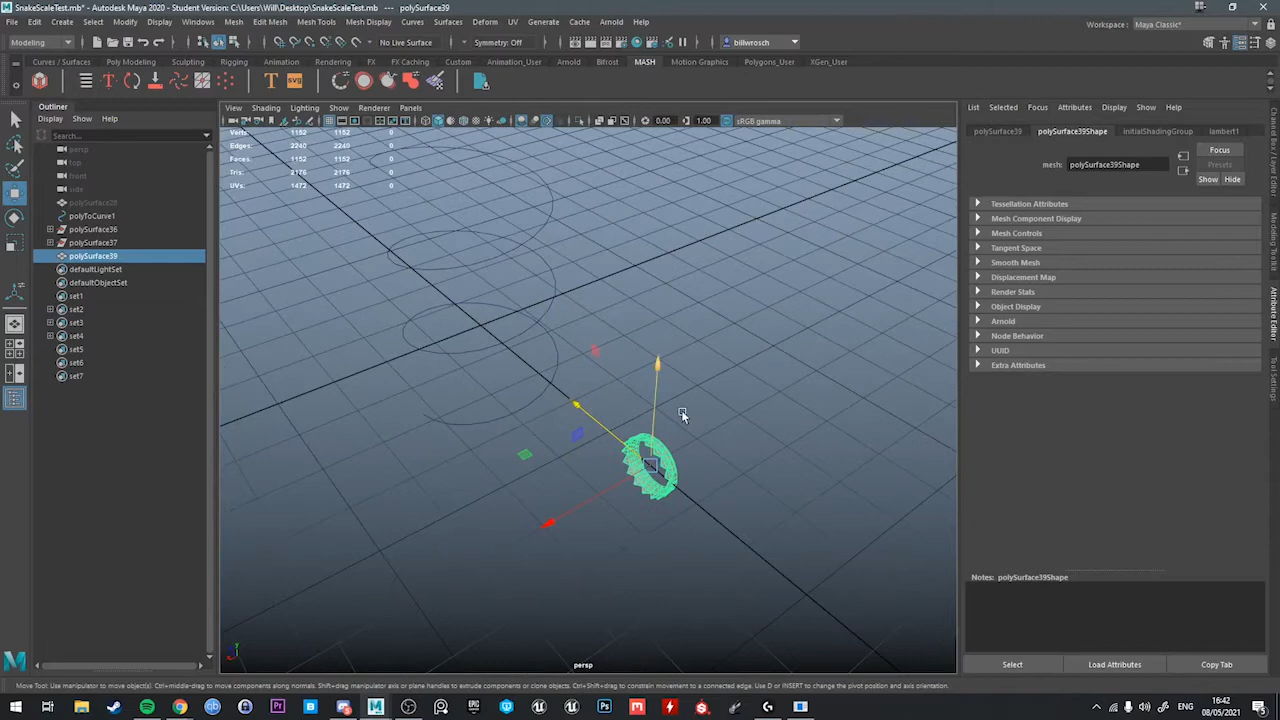 SnakeScaleTest.mb* - Autodesk Maya 2020 - Student Version: C:\Users\Will\Desktop\SnakeScaleTest.mb* --- polySurface39
File Edit Create Select Modify Display Windows Mesh Edit Mesh Mesh Tools Mesh Display Curves Surfaces Deform UV Generate Cache Arnold Help
Workspace : Maya Classic*
Modeling No Live Surface Symmetry: Off billwrosch
Curves / Surfaces Poly Modeling Sculpting Rigging Animation Rendering FX FX Caching Custom Animation_User Arnold Bifrost MASH Motion Graphics Polygons_User XGen_User
Outliner
Display Show Help
Search...
persp
top
front
side
polySurface28
polyToCurve1
polySurface36
polySurface37
polySurface39
defaultLightSet
defaultObjectSet
set1
set2
set3
set4
set5
set6
set7
View Shading Lighting Show Renderer Panels
0.00 1.00 sRGB gamma
Verts: 1152 1152 0
Edges: 2240 2240 0
Faces: 1152 1152 0
Tris: 2176 2176 0
UVs: 1472 1472 0
persp
List Selected Focus Attributes Display Show Help
polySurface39 polySurface39Shape initialShadingGroup lambert1
mesh: polySurface39Shape
Focus
Presets
Show Hide
Tessellation Attributes
Mesh Component Display
Mesh Controls
Tangent Space
Smooth Mesh
Displacement Map
Render Stats
Object Display
Arnold
Node Behavior
UUID
Extra Attributes
Notes: polySurface39Shape
Select Load Attributes Copy Tab
Channel Box / Layer Editor
Modeling Toolkit
Attribute Editor
Tool Settings
Move Tool: Use manipulator to move object(s). Ctrl+middle-drag to move components along normals. Shift+drag manipulator axis or plane handles to extrude components or clone objects. Ctrl+Shift+drag to constrain movement to a connected edge. Use D or INSERT to change the pivot position and axis orientation.
16:42
08/05/2021